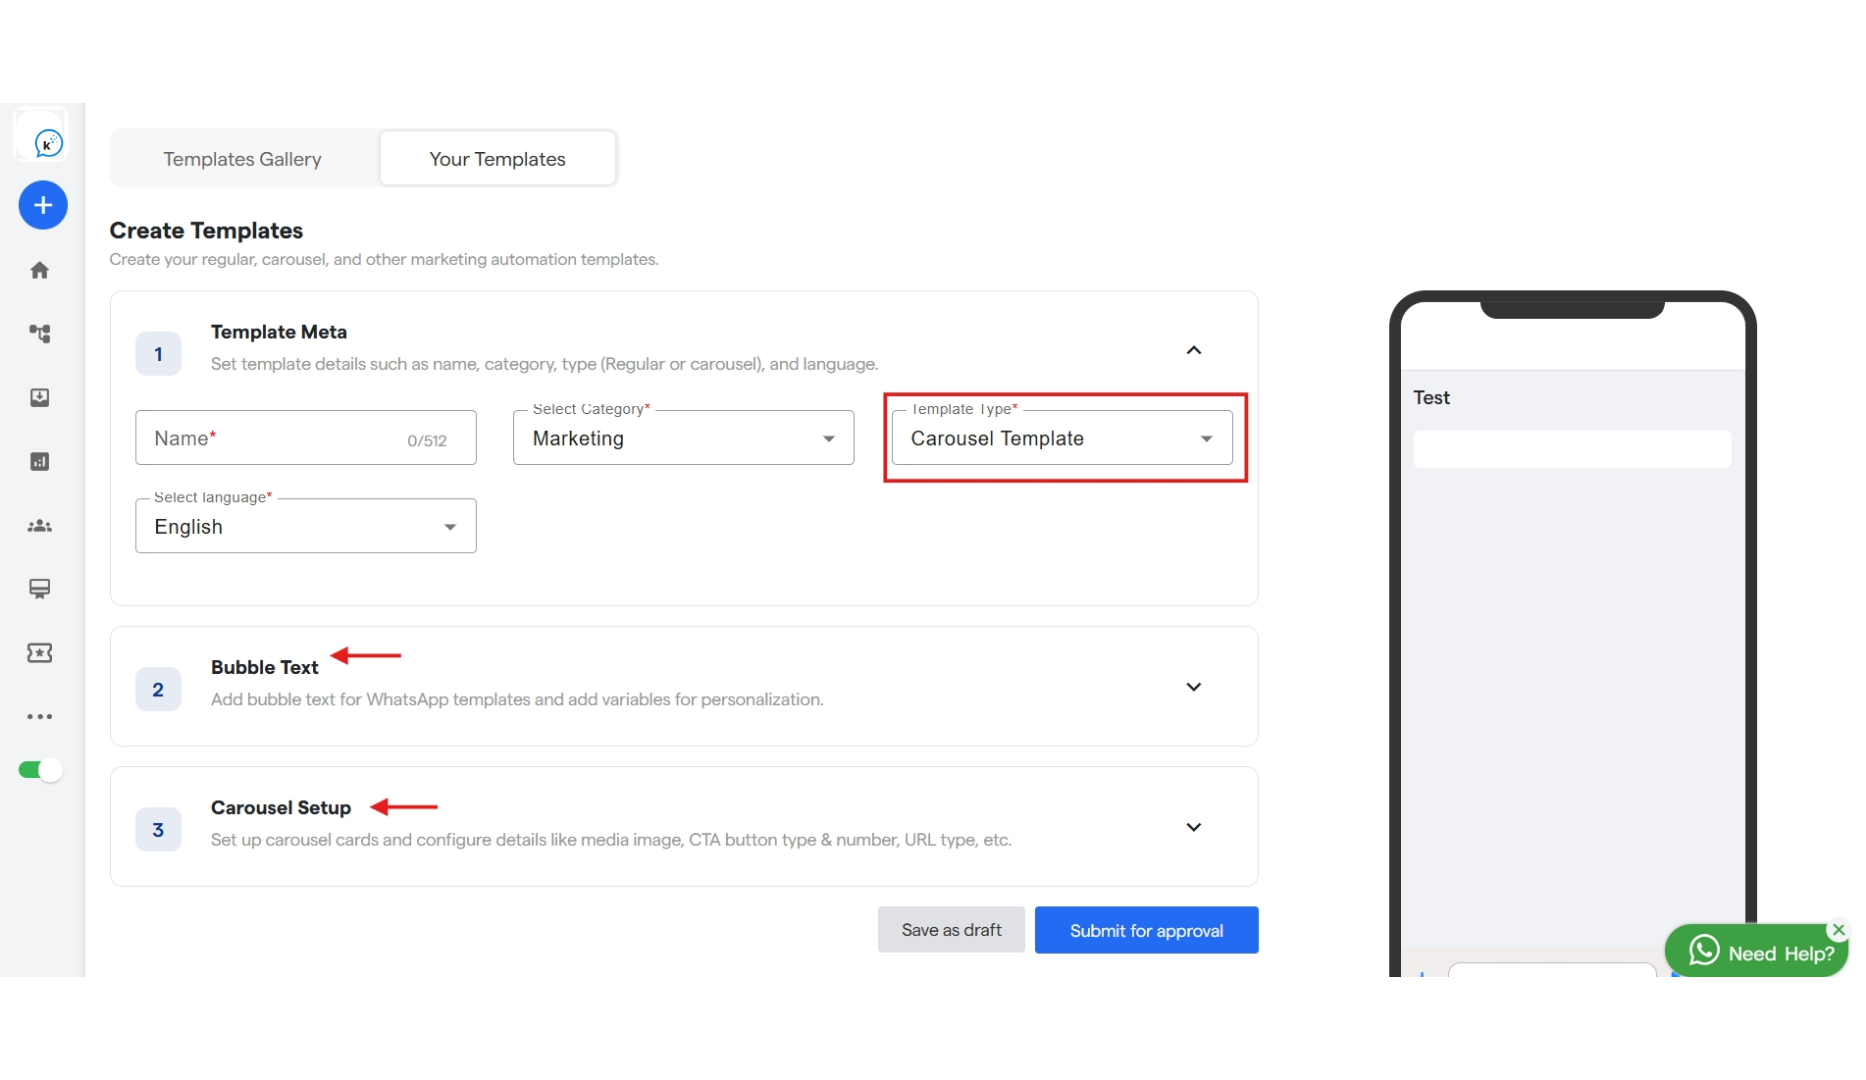 k
Templates Gallery
Your Templates
Create Templates
Create your regular, carousel, and other marketing automation templates.
1
Template Meta
Set template details such as name, category, type (Regular or carousel), and language.
Name*
0/512
Select Category*
Marketing
Template Type*
Carousel Template
Select language*
English
2
Bubble Text
Add bubble text for WhatsApp templates and add variables for personalization.
3
Carousel Setup
Set up carousel cards and configure details like media image, CTA button type & number, URL type, etc.
Save as draft
Submit for approval
Test
Need Help?